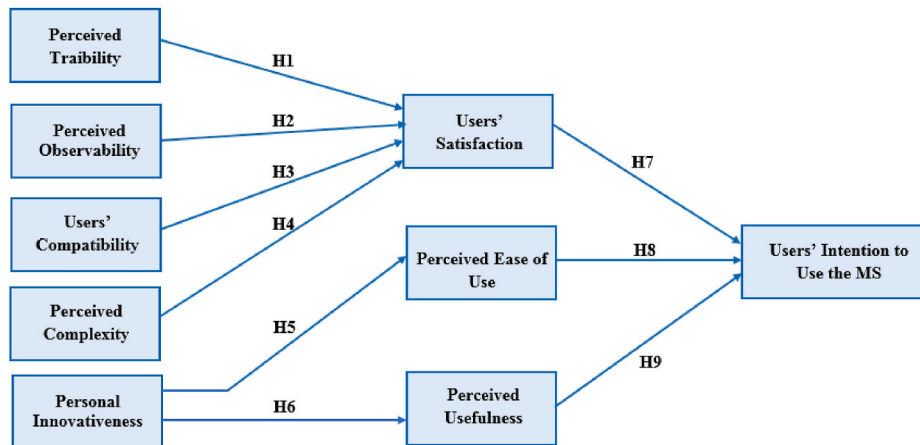 Perceived
Traibility
H1
Perceived
Observability
H2
Users'
Satisfaction
H7
Users'
Compatibility
H3
H4
Perceived Ease of
Use
H8
Users' Intention to
Use the MS
Perceived
Complexity
H5
Personal
Innovativeness
H6
Perceived
Usefulness
H9